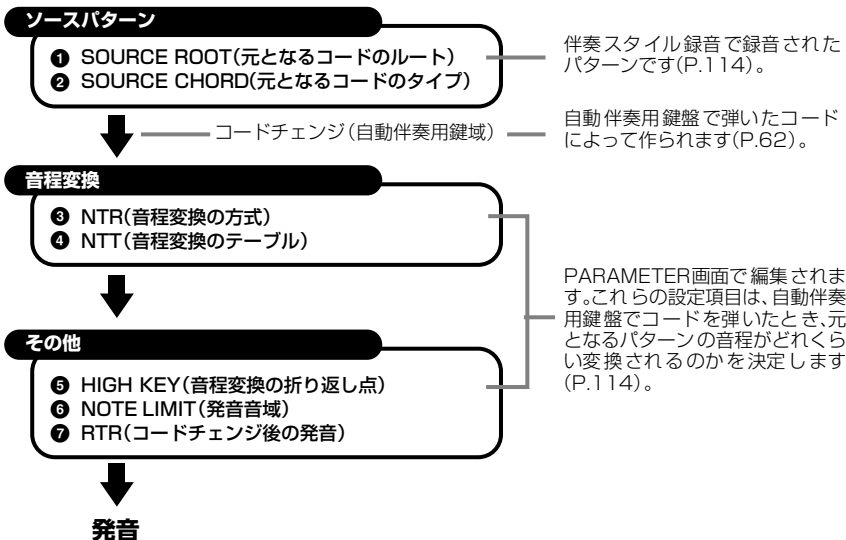 ソースパターン
❶ SOURCE ROOT(元となるコードのルート)
❷ SOURCE CHORD(元となるコードのタイプ)
伴奏スタイル録音で録音された
パターンです(P.114)。
コードチェンジ(自動伴奏用鍵域)
自動伴奏用鍵盤で弾いたコード
によって作られます(P.62)。
音程変換
❸ NTR(音程変換の方式)
❹ NTT(音程変換のテーブル)
PARAMETER画面で編集されま
す。これらの設定項目は、自動伴奏
用鍵盤でコードを弾いたとき、元
となるパターンの音程がどれくら
い変換されるのかを決定します
(P.114)。
その他
❺ HIGH KEY(音程変換の折り返し点)
❻ NOTE LIMIT(発音音域)
❼ RTR(コードチェンジ後の発音)
発音